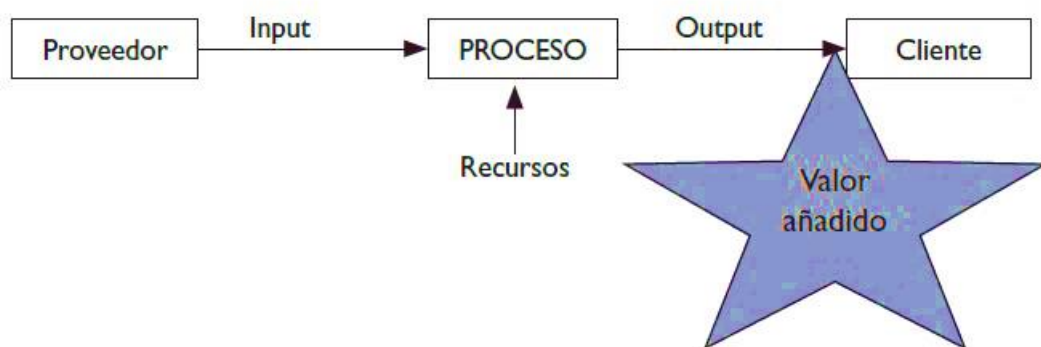 Input
Output
Proveedor
PROCESO
Cliente
Recursos
Valor
añadido